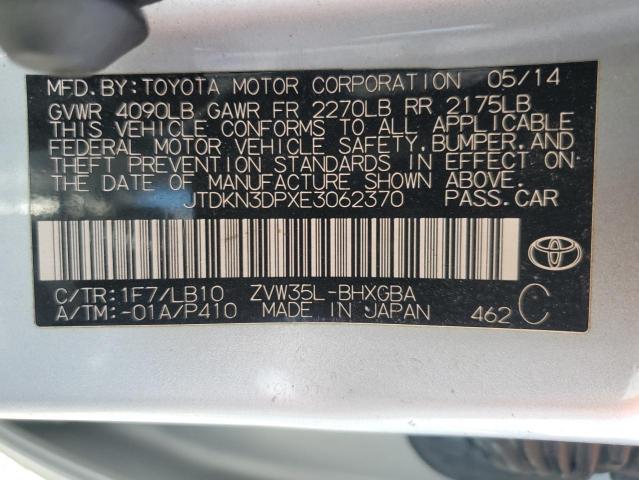 MFD.BY:TOYOTA MOTOR CORPORATION 05/14
GVWR 4090LB GAWR FR 2270LB RR 2175LB
THIS VEHICLE CONFORMS TO ALL APPLICABLE
FEDERAL MOTOR VEHICLE SAFETY,BUMPER,AND
THEFT PREVENTION STANDARDS IN EFFECT ON
THE DATE OF MANUFACTURE SHOWN ABOVE.
JTDKN3DPXE3062370 PASS.CAR
C/TR:1F7/LB10 ZVW35L-BHXGBA
A/TM:-01A/P410 MADE IN JAPAN 462 C